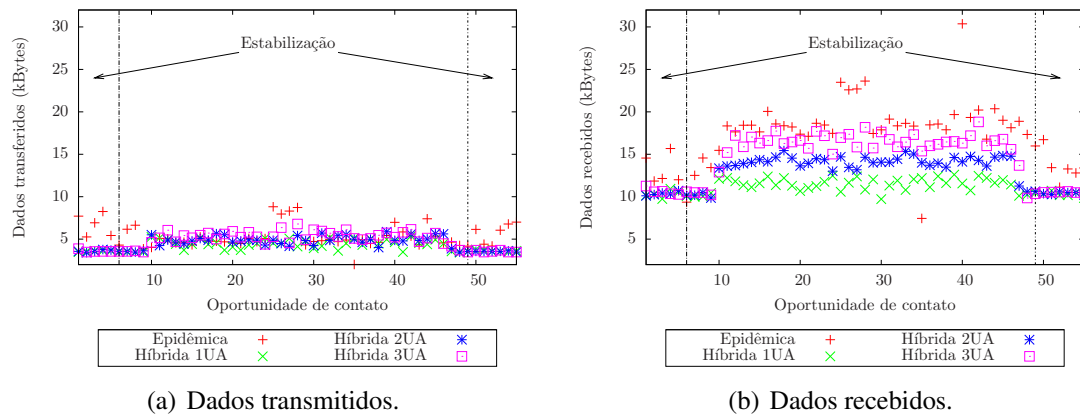 Dados transferidos (kBytes)
30
25
20
15
10
5
Estabilização
10
20
30
40
50
Oportunidade de contato
Epidêmica
Híbrida 2UA
Híbrida 1UA
Híbrida 3UA
(a) Dados transmitidos.
Dados recebidos (kBytes)
30
25
20
15
10
5
Estabilização
10
20
30
40
50
Oportunidade de contato
Epidêmica
Híbrida 2UA
Híbrida 1UA
Híbrida 3UA
(b) Dados recebidos.